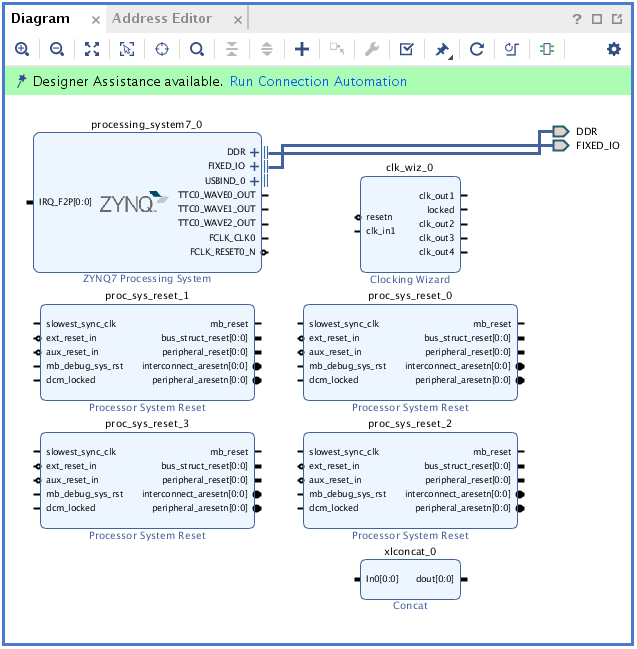 Diagram
Address Editor
Designer Assistance available. Run Connection Automation
processing_system7_0
DDR
FIXED_IO
USBIND_0
TTC0_WAVE0_OUT
TTC0_WAVE1_OUT
TTC0_WAVE2_OUT
FCLK_CLK0
FCLK_RESET0_N
IRQ_F2P[0:0]
ZYNQ
ZYNQ7 Processing System
DDR
FIXED_IO
clk_wiz_0
resetn
clk_in1
clk_out1
locked
clk_out2
clk_out3
clk_out4
Clocking Wizard
proc_sys_reset_1
slowest_sync_clk mb_reset
ext_reset_in bus_struct_reset[0:0]
aux_reset_in peripheral_reset[0:0]
mb_debug_sys_rst interconnect_aresetn[0:0]
dcm_locked peripheral_aresetn[0:0]
Processor System Reset
proc_sys_reset_0
slowest_sync_clk mb_reset
ext_reset_in bus_struct_reset[0:0]
aux_reset_in peripheral_reset[0:0]
mb_debug_sys_rst interconnect_aresetn[0:0]
dcm_locked peripheral_aresetn[0:0]
Processor System Reset
proc_sys_reset_3
slowest_sync_clk mb_reset
ext_reset_in bus_struct_reset[0:0]
aux_reset_in peripheral_reset[0:0]
mb_debug_sys_rst interconnect_aresetn[0:0]
dcm_locked peripheral_aresetn[0:0]
Processor System Reset
proc_sys_reset_2
slowest_sync_clk mb_reset
ext_reset_in bus_struct_reset[0:0]
aux_reset_in peripheral_reset[0:0]
mb_debug_sys_rst interconnect_aresetn[0:0]
dcm_locked peripheral_aresetn[0:0]
Processor System Reset
xlconcat_0
In0[0:0] dout[0:0]
Concat